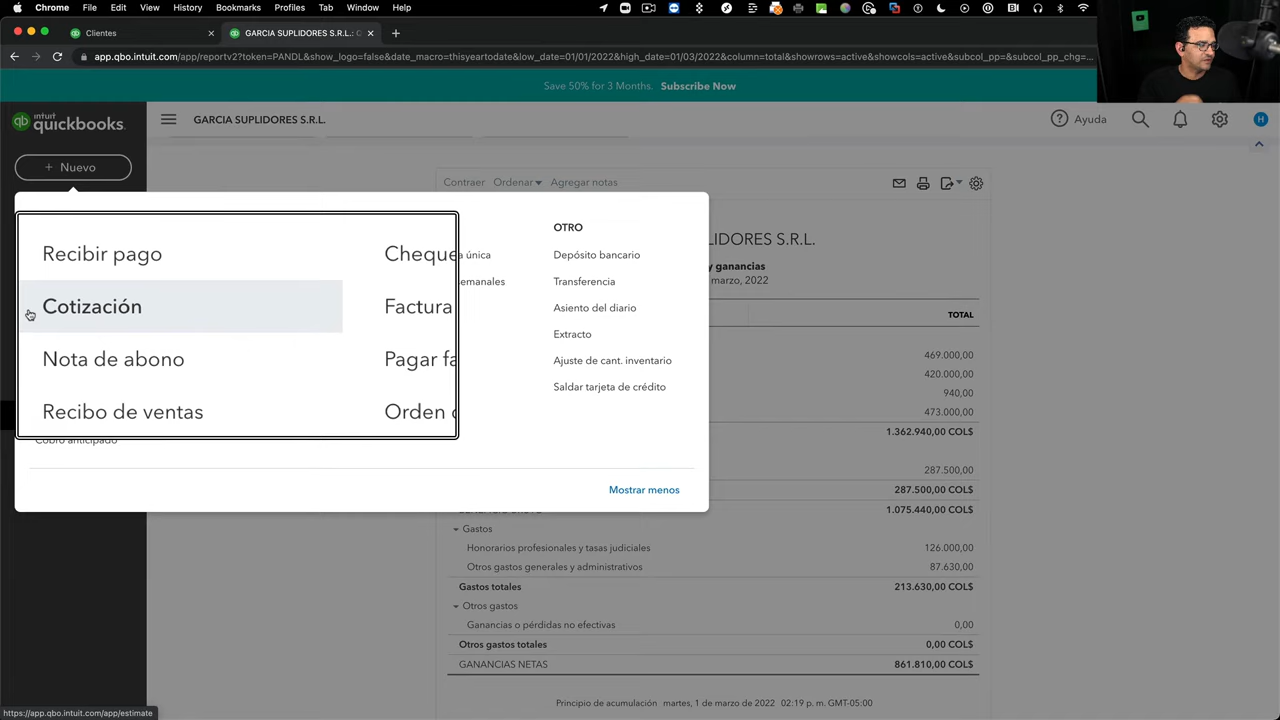 Chrome File Edit View History Bookmarks Profiles Tab Window Help
Clientes
GARCIA SUPLIDORES S.R.L.: G
app.qbo.intuit.com/app/reportv2?token=PANDL&show_logo=false&date_macro=thisyeartodate&low_date=01/01/2022&high_date=01/03/2022&column=total&showrows=active&showcols=active&subcol_pp=&subcol_pp_chg=...
Save 50% for 3 Months. Subscribe Now
intuit quickbooks.
GARCIA SUPLIDORES S.R.L.
Ayuda
H
+ Nuevo
Contraer Ordenar Agregar notas
Recibir pago
Cotización
Nota de abono
Recibo de ventas
Cobro anticipado
Cheque
Factura
Pagar fa
Orden
a única
semanales
OTRO
Depósito bancario
Transferencia
Asiento del diario
Extracto
Ajuste de cant. inventario
Saldar tarjeta de crédito
Mostrar menos
PLIDORES S.R.L.
y ganancias
marzo, 2022
TOTAL
469.000,00
420.000,00
940,00
473.000,00
1.362.940,00 COL$
287.500,00
287.500,00 COL$
1.075.440,00 COL$
Gastos
Honorarios profesionales y tasas judiciales 126.000,00
Otros gastos generales y administrativos 87.630,00
Gastos totales 213.630,00 COL$
Otros gastos
Ganancias o pérdidas no efectivas 0,00
Otros gastos totales 0,00 COL$
GANANCIAS NETAS 861.810,00 COL$
Principio de acumulación martes, 1 de marzo de 2022 02:19 p. m. GMT-05:00
https://app.qbo.intuit.com/app/estimate